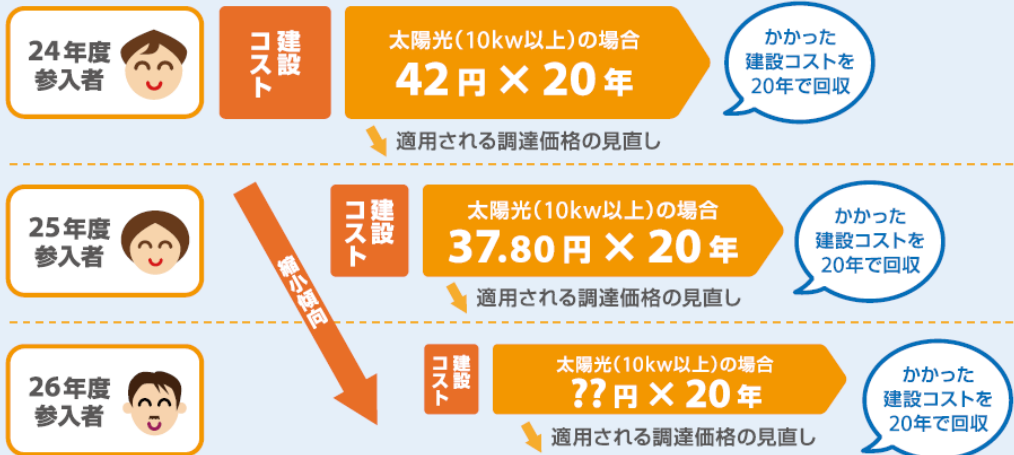 24年度
参入者
建設
コスト
太陽光(10kw以上)の場合
42円 × 20年
かかった
建設コストを
20年で回収
適用される調達価格の見直し
25年度
参入者
建設
コスト
太陽光(10kw以上)の場合
37.80円 × 20年
かかった
建設コストを
20年で回収
縮小傾向
適用される調達価格の見直し
26年度
参入者
建設
コスト
太陽光(10kw以上)の場合
??円 × 20年
かかった
建設コストを
20年で回収
適用される調達価格の見直し